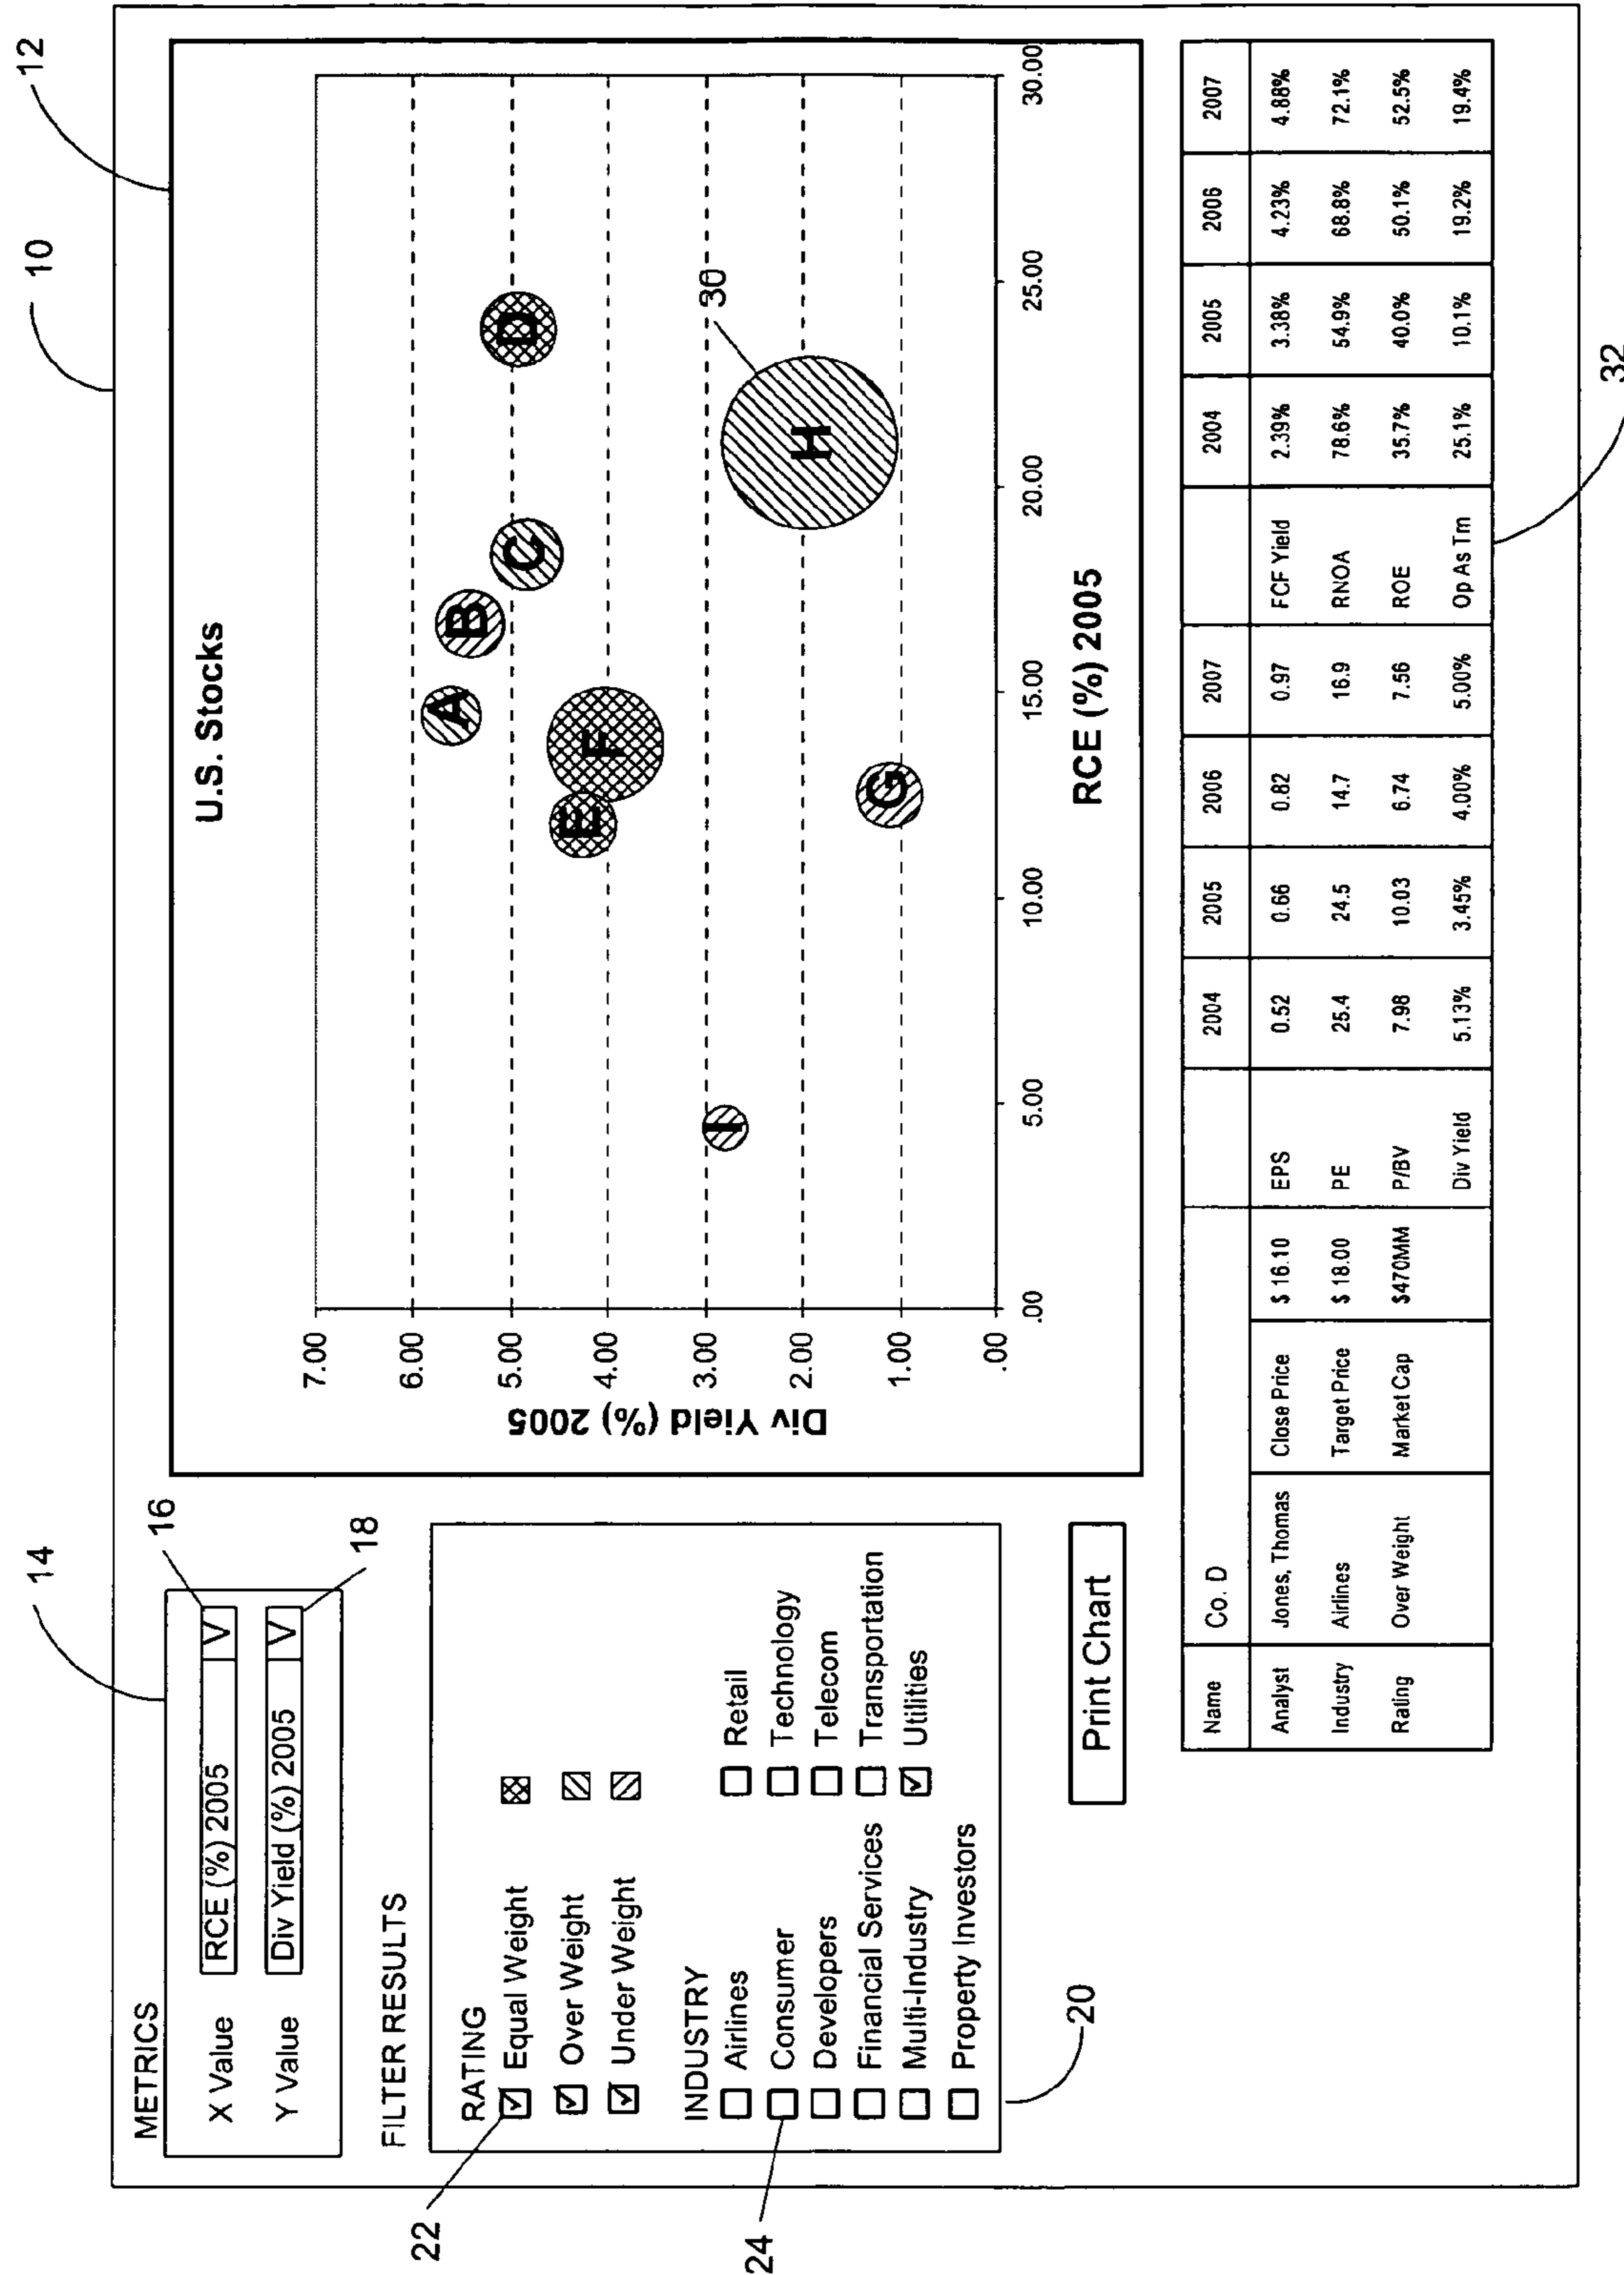 10
12
14
METRICS
X Value RCE (%) 2005 V
16
Y Value Div Yield (%) 2005 V
18
FILTER RESULTS
RATING
22
Equal Weight
Over Weight
Under Weight
INDUSTRY
24
Airlines Retail
Consumer Technology
Developers Telecom
Financial Services Transportation
Multi-Industry Utilities
Property Investors
20
Print Chart
U.S. Stocks
Div Yield (%) 2005
7.00
6.00
5.00
4.00
3.00
2.00
1.00
.00
A
B
C
D
E
F
G
H
I
30
.00 5.00 10.00 15.00 20.00 25.00 30.00
RCE (%) 2005
Name Co. D 2004 2005 2006 2007 2004 2005 2006 2007
Analyst Jones, Thomas Close Price $ 16.10 EPS 0.52 0.66 0.82 0.97 FCF Yield 2.39% 3.38% 4.23% 4.88%
Industry Airlines Target Price $ 18.00 PE 25.4 24.5 14.7 16.9 RNOA 78.6% 54.9% 68.8% 72.1%
Rating Over Weight Market Cap $470MM P/BV 7.98 10.03 6.74 7.56 ROE 35.7% 40.0% 50.1% 52.5%
Div Yield 5.13% 3.45% 4.00% 5.00% Op As Tm 25.1% 10.1% 19.2% 19.4%
32